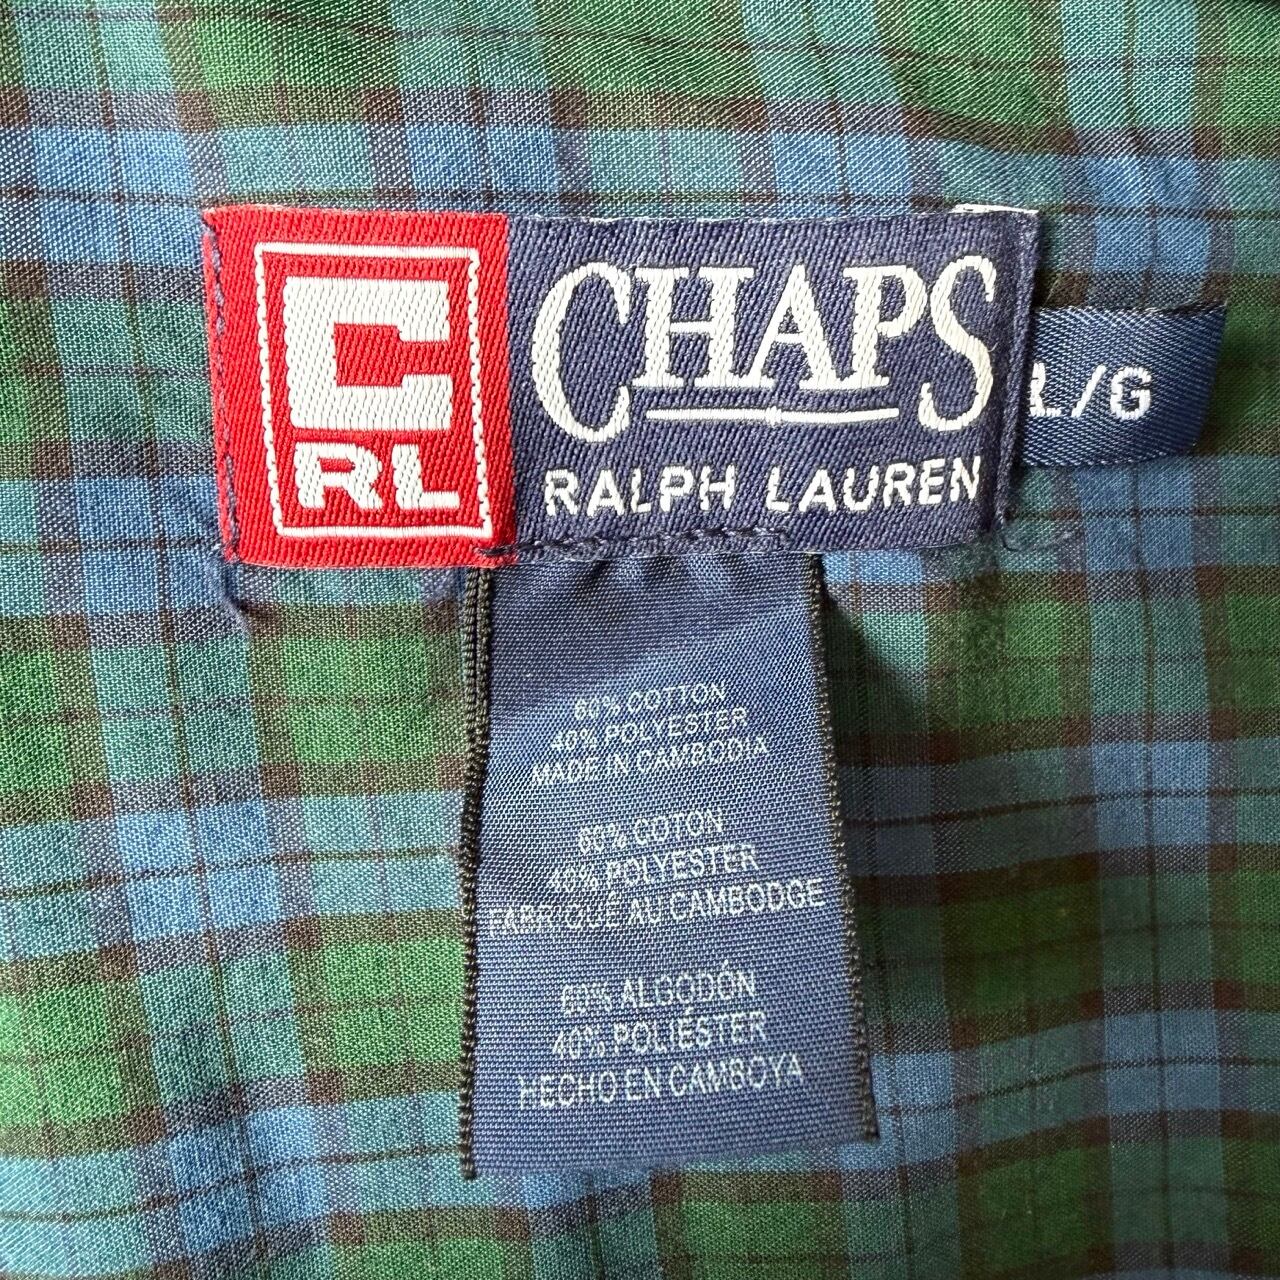 C
RL
CHAPS
RALPH LAUREN
L/G
60% COTTON
40% POLYESTER
MADE IN CAMBODIA
60% COTON
40% POLYESTER
FABRIQUÉ AU CAMBODGE
60% ALGODÓN
40% POLIÉSTER
HECHO EN CAMBOYA